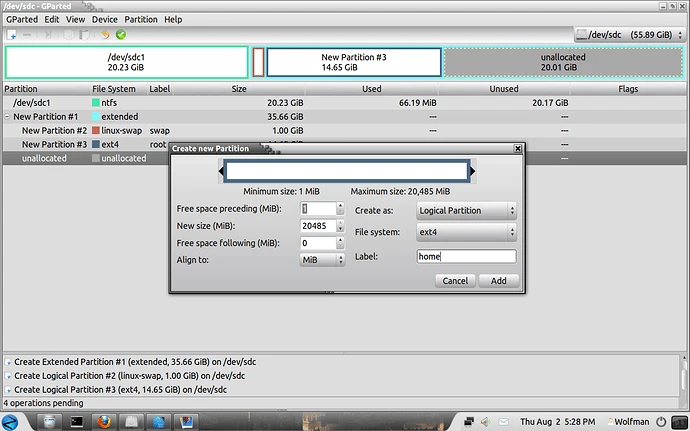 /dev/sdc - GParted
GParted Edit View Device Partition Help
/dev/sdc (55.89 GiB)
/dev/sdc1
20.23 GiB
New Partition #3
14.65 GiB
unallocated
20.01 GiB
Partition File System Label Size Used Unused Flags
/dev/sdc1 ntfs 20.23 GiB 66.19 MiB 20.17 GiB
New Partition #1 extended 35.66 GiB --- ---
New Partition #2 linux-swap swap 1.00 GiB --- ---
New Partition #3 ext4 root ---
unallocated unallocated ---
Create new Partition
Minimum size: 1 MiB Maximum size: 20,485 MiB
Free space preceding (MiB): 1 Create as: Logical Partition
New size (MiB): 20485 File system: ext4
Free space following (MiB): 0
Label: home
Align to: MiB
Cancel Add
Create Extended Partition #1 (extended, 35.66 GiB) on /dev/sdc
Create Logical Partition #2 (linux-swap, 1.00 GiB) on /dev/sdc
Create Logical Partition #3 (ext4, 14.65 GiB) on /dev/sdc
4 operations pending
Thu Aug 2 5:28 PM Wolfman